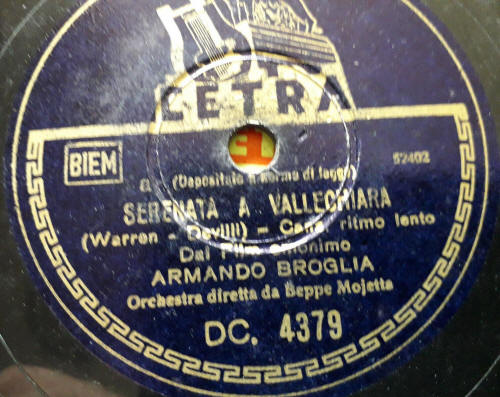 CETRA
BIEM
52402
(Depositato a norma di legge)
SERENATA A VALLECHIARA
(Warren - Devilli) - Canz. ritmo lento
Dal Film omonimo
ARMANDO BROGLIA
Orchestra diretta da Beppe Mojetta
DC. 4379